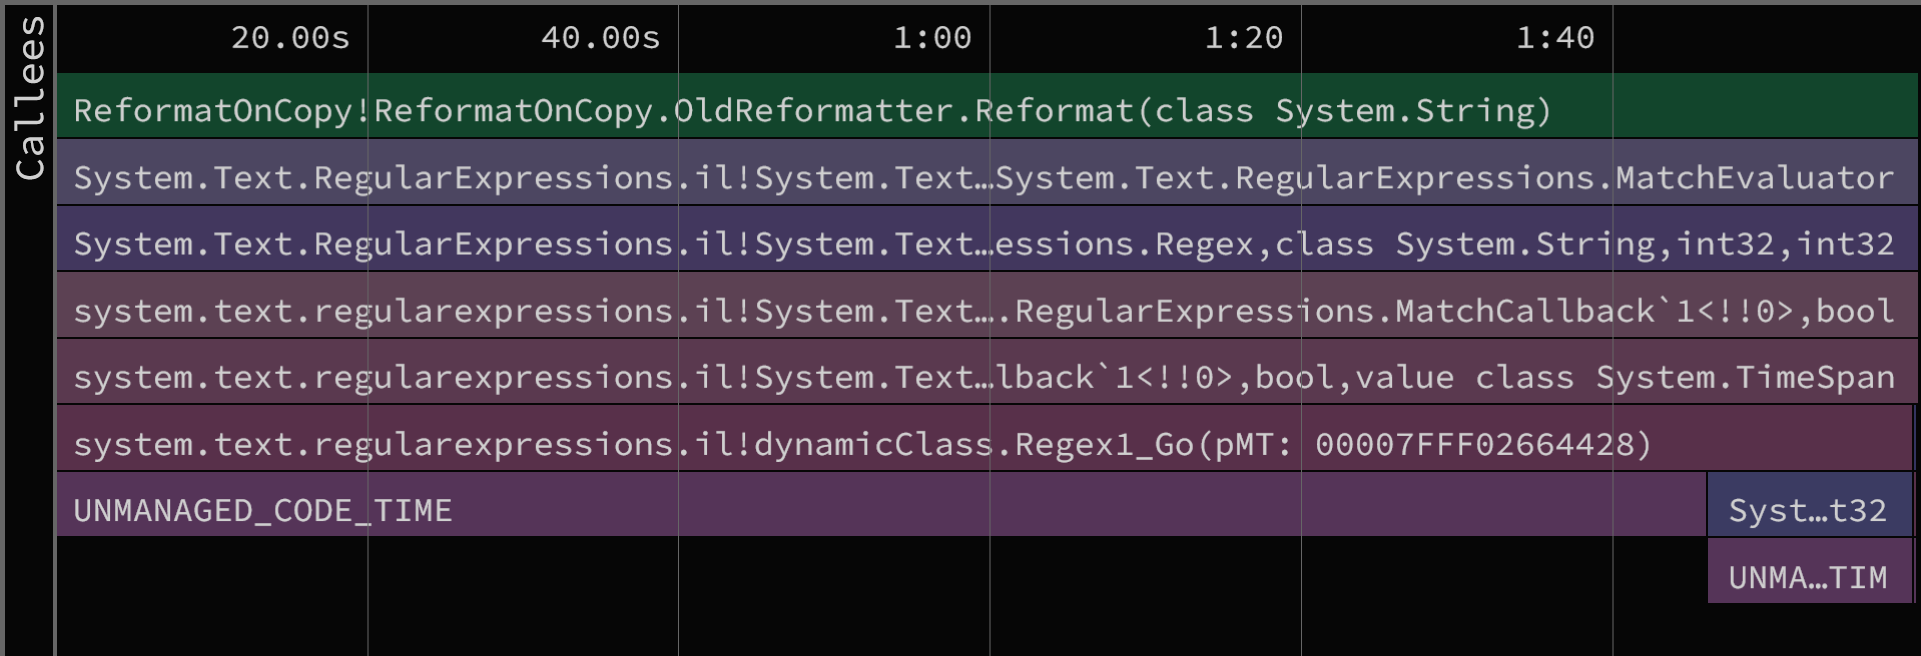 Callees
20.00s 40.00s 1:00 1:20 1:40
ReformatOnCopy!ReformatOnCopy.OldReformatter.Reformat(class System.String)
System.Text.RegularExpressions.il!System.Text…System.Text.RegularExpressions.MatchEvaluator
System.Text.RegularExpressions.il!System.Text…essions.Regex,class System.String,int32,int32
system.text.regularexpressions.il!System.Text….RegularExpressions.MatchCallback`1<!!0>,bool
system.text.regularexpressions.il!System.Text…lback`1<!!0>,bool,value class System.TimeSpan
system.text.regularexpressions.il!dynamicClass.Regex1_Go(pMT: 00007FFF02664428)
UNMANAGED_CODE_TIME Syst…t32
UNMA…TIM